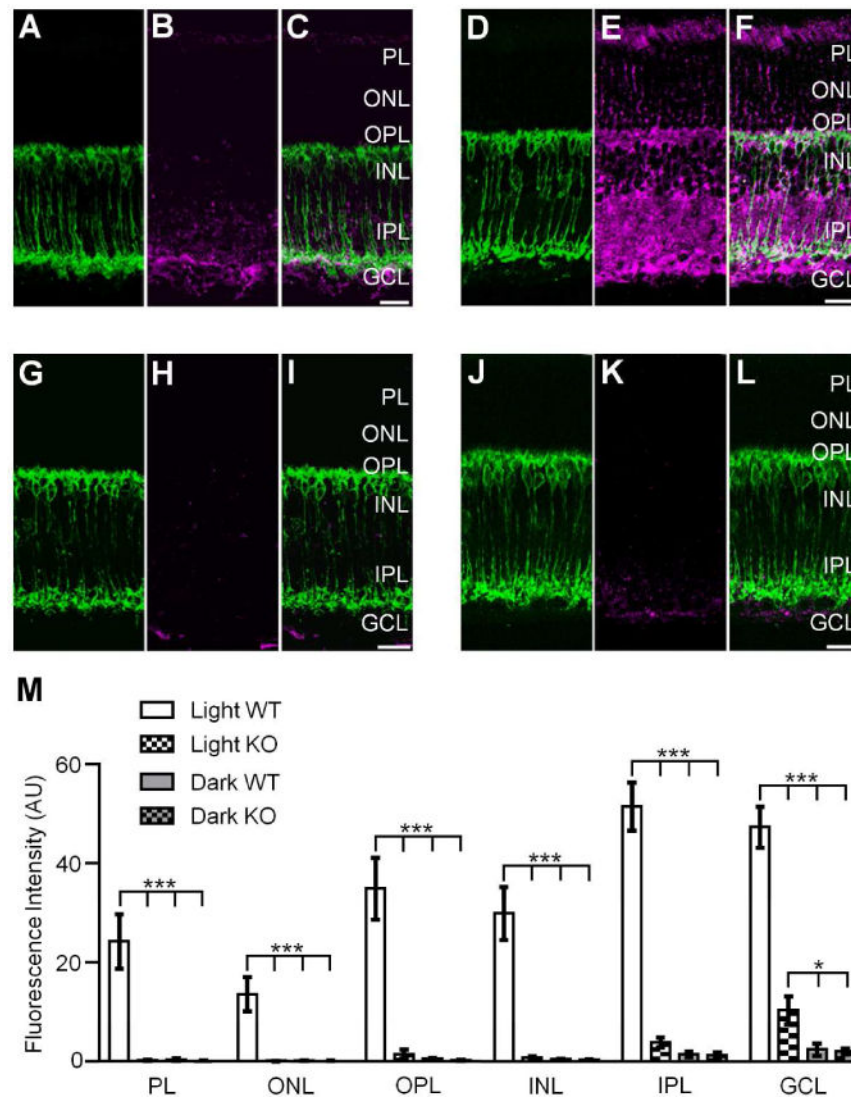 A B C
PL
ONL
OPL
INL
IPL
GCL
D E F
PL
ONL
OPL
INL
IPL
GCL
G H I
PL
ONL
OPL
INL
IPL
GCL
J K L
PL
ONL
OPL
INL
IPL
GCL
M
Light WT
Light KO
Dark WT
Dark KO
Fluorescence Intensity (AU)
60
40
20
0
***
***
***
***
***
***
*
PL ONL OPL INL IPL GCL